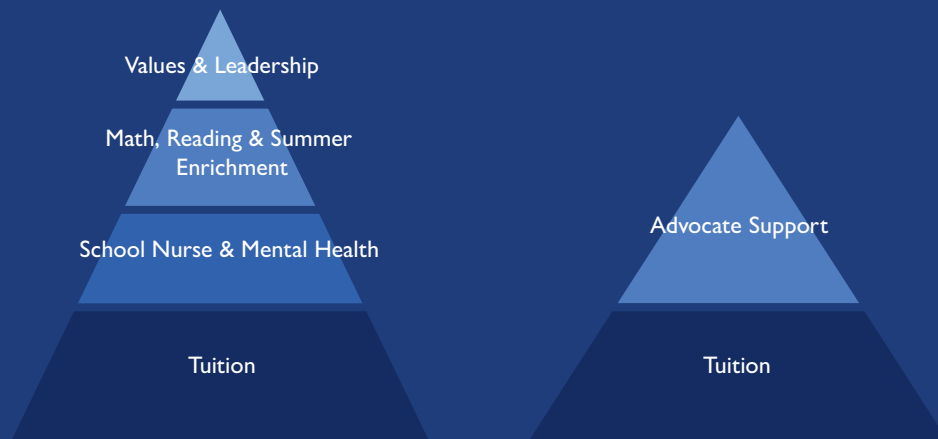 Values & Leadership
Math, Reading & Summer
Enrichment
School Nurse & Mental Health
Tuition
Advocate Support
Tuition